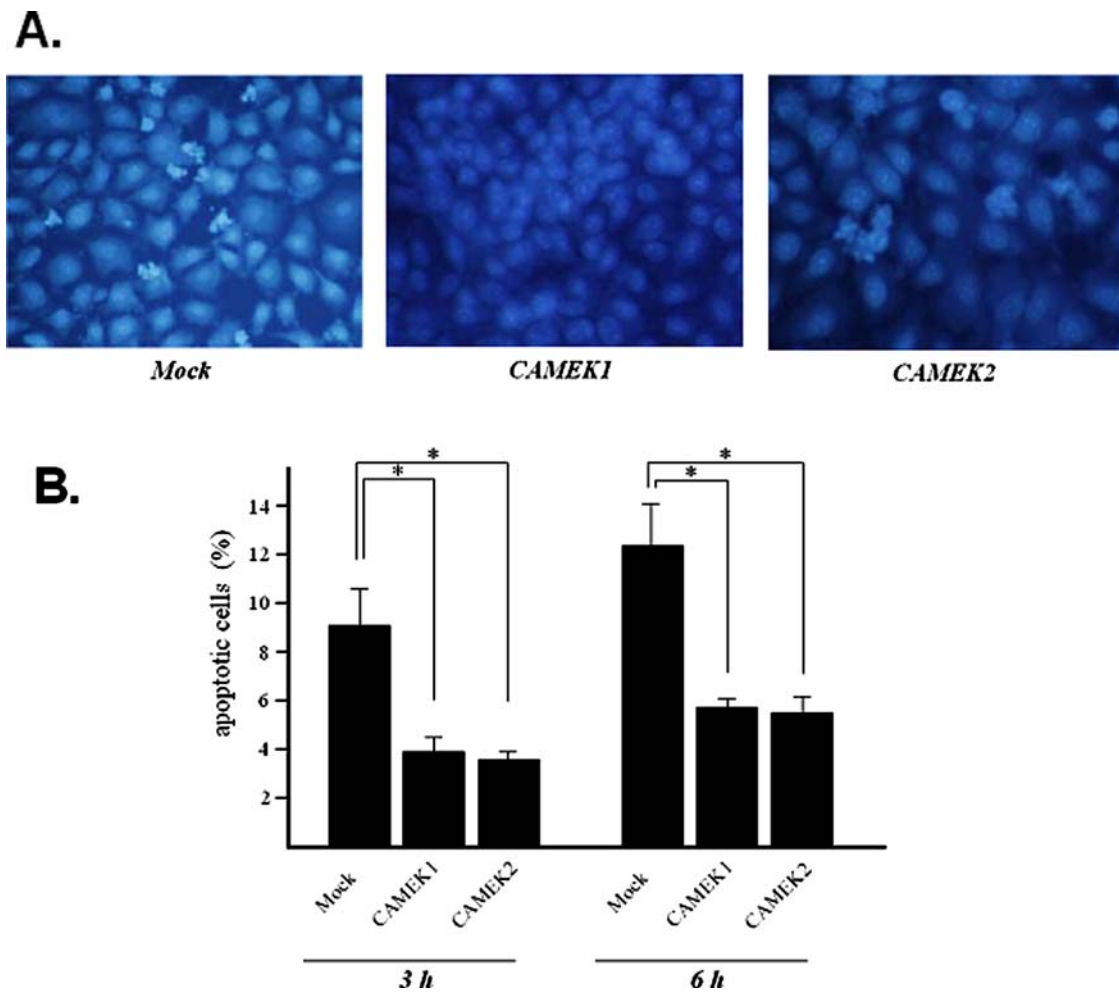 A.
Mock
CAMEK1
CAMEK2
B.
apoptotic cells (%)
14
12
10
8
6
4
2
* * * *
Mock CAMEK1 CAMEK2 Mock CAMEK1 CAMEK2
3 h 6 h